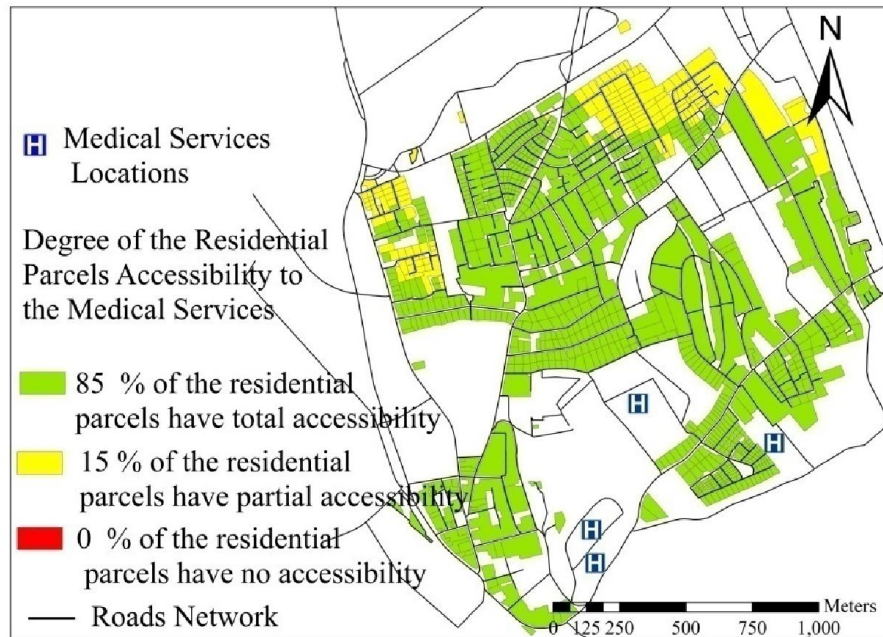 N
H Medical Services
Locations
Degree of the Residential
Parcels Accessibility to
the Medical Services
85 % of the residential
parcels have total accessibility
15 % of the residential
parcels have partial accessibility
0 % of the residential
parcels have no accessibility
Roads Network
H
H
H
H
Meters
0 125 250 500 750 1,000